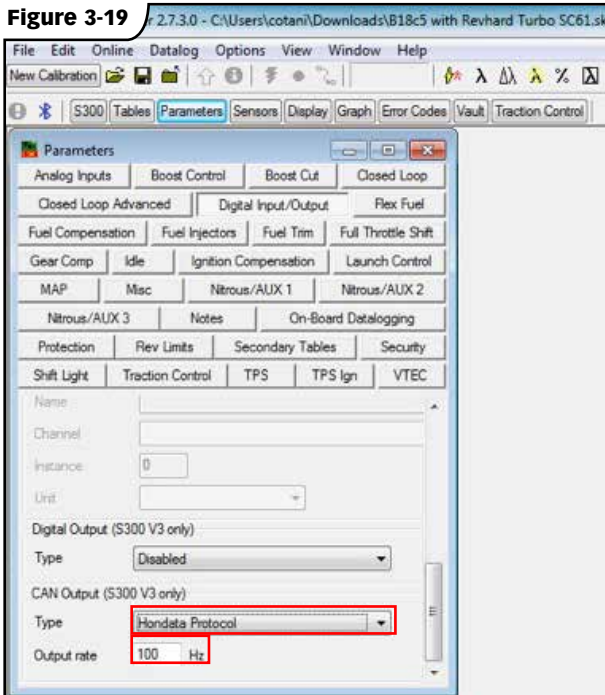 Figure 3-19
r 2.7.3.0 - C:\Users\cotani\Downloads\B18c5 with Revhard Turbo SC61.sk
File Edit Online Datalog Options View Window Help
New Calibration λ %
S300 Tables Parameters Sensors Display Graph Error Codes Vault Traction Control
Parameters
Analog Inputs Boost Control Boost Cut Closed Loop
Closed Loop Advanced Digital Input/Output Flex Fuel
Fuel Compensation Fuel Injectors Fuel Trim Full Throttle Shift
Gear Comp Idle Ignition Compensation Launch Control
MAP Misc Nitrous/AUX 1 Nitrous/AUX 2
Nitrous/AUX 3 Notes On-Board Datalogging
Protection Rev Limits Secondary Tables Security
Shift Light Traction Control TPS TPS Ign VTEC
Name
Channel
Instance 0
Unit
Digital Output (S300 V3 only)
Type Disabled
CAN Output (S300 V3 only)
Type Hondata Protocol
Output rate 100 Hz